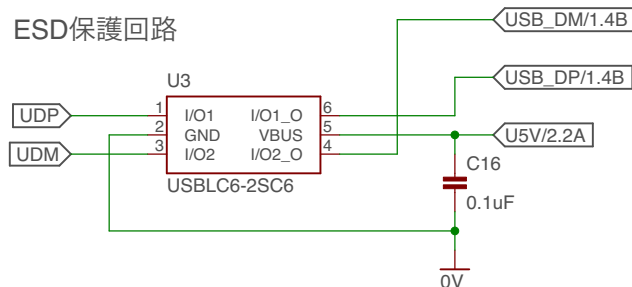 ESD保護回路
USB_DM/1.4B
USB_DP/1.4B
U5V/2.2A
U3
UDP
UDM
1 I/O1 I/O1_O 6
2 GND VBUS 5
3 I/O2 I/O2_O 4
USBLC6-2SC6
C16
0.1uF
0V